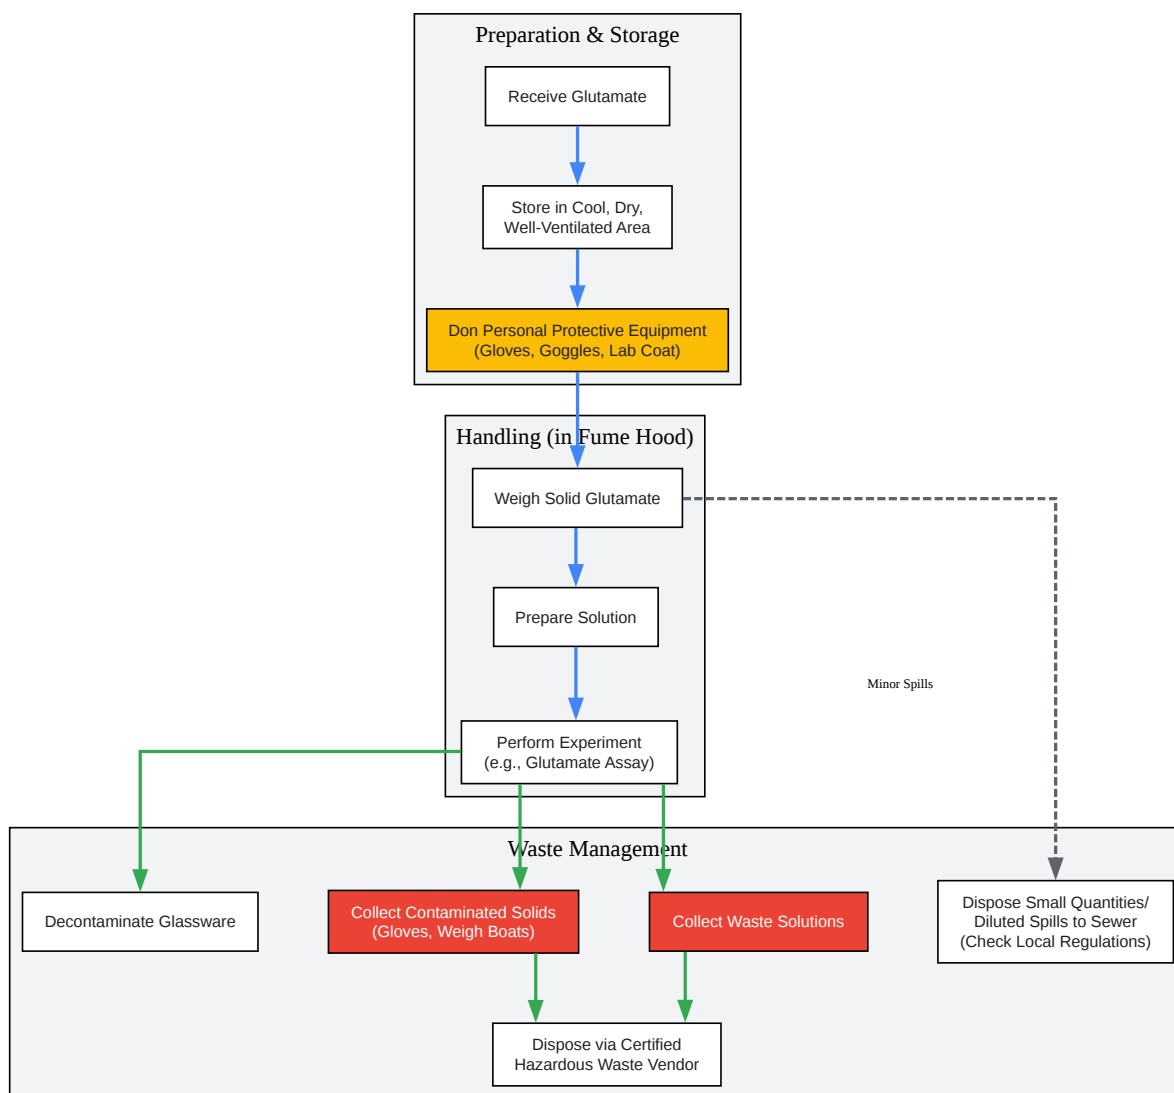 Preparation & Storage
Receive Glutamate
Store in Cool, Dry,
Well-Ventilated Area
Don Personal Protective Equipment
(Gloves, Goggles, Lab Coat)
Handling (in Fume Hood)
Weigh Solid Glutamate
Prepare Solution
Minor Spills
Perform Experiment
(e.g., Glutamate Assay)
Waste Management
Decontaminate Glassware
Collect Contaminated Solids
(Gloves, Weigh Boats)
Collect Waste Solutions
Dispose Small Quantities/
Diluted Spills to Sewer
(Check Local Regulations)
Dispose via Certified
Hazardous Waste Vendor